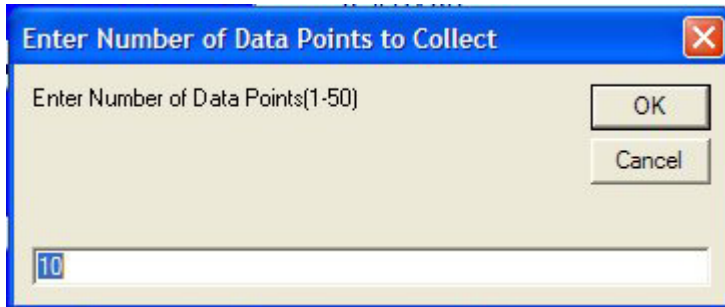 Enter Number of Data Points to Collect
Enter Number of Data Points(1-50)
OK
Cancel
10